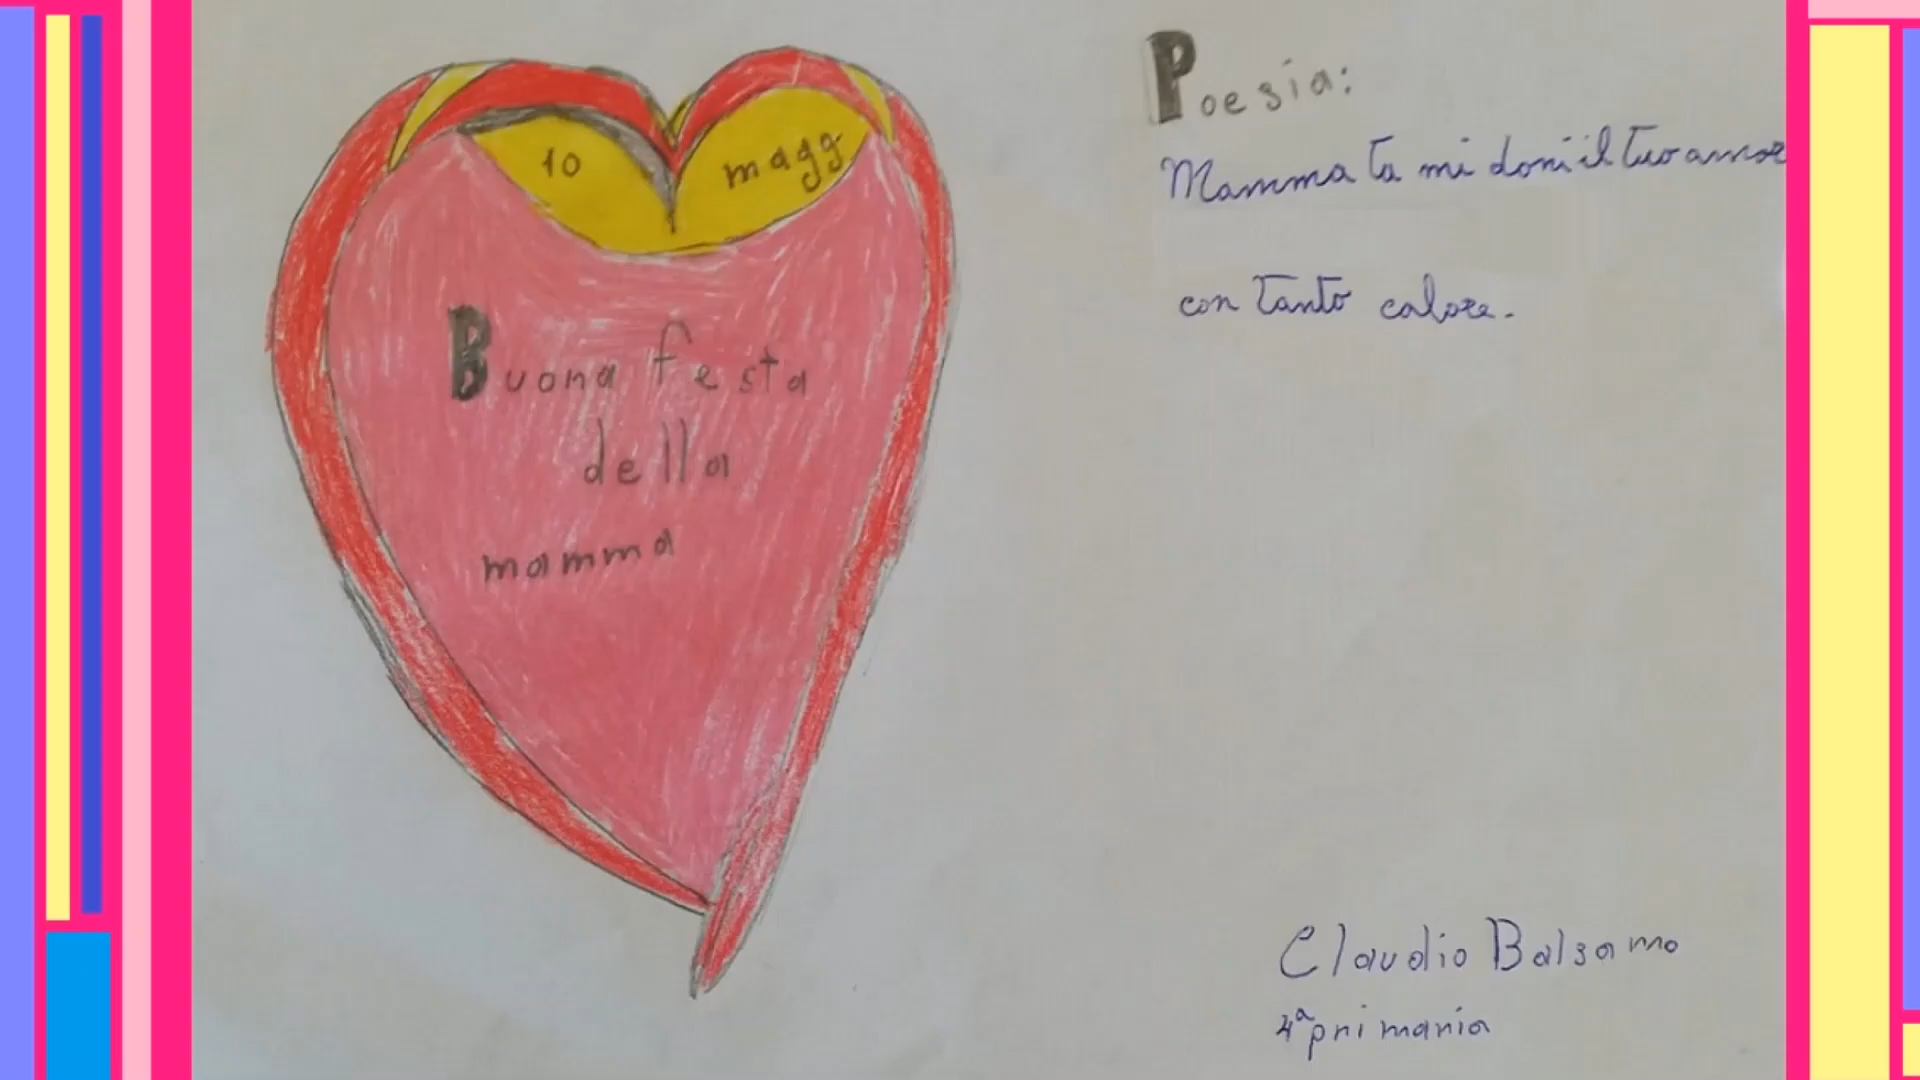 10 magg
Buona festa
della
mamma
Poesia:
Mamma tu mi doni il tuo amore
con tanto calore.
Claudio Balsamo
4ª primaria